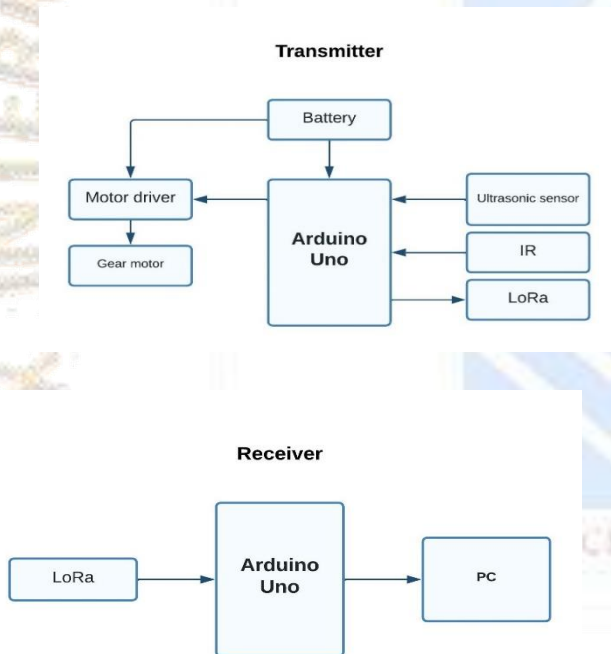 Transmitter
Battery
Motor driver
Gear motor
Arduino
Uno
Ultrasonic sensor
IR
LoRa
Receiver
LoRa
Arduino
Uno
PC